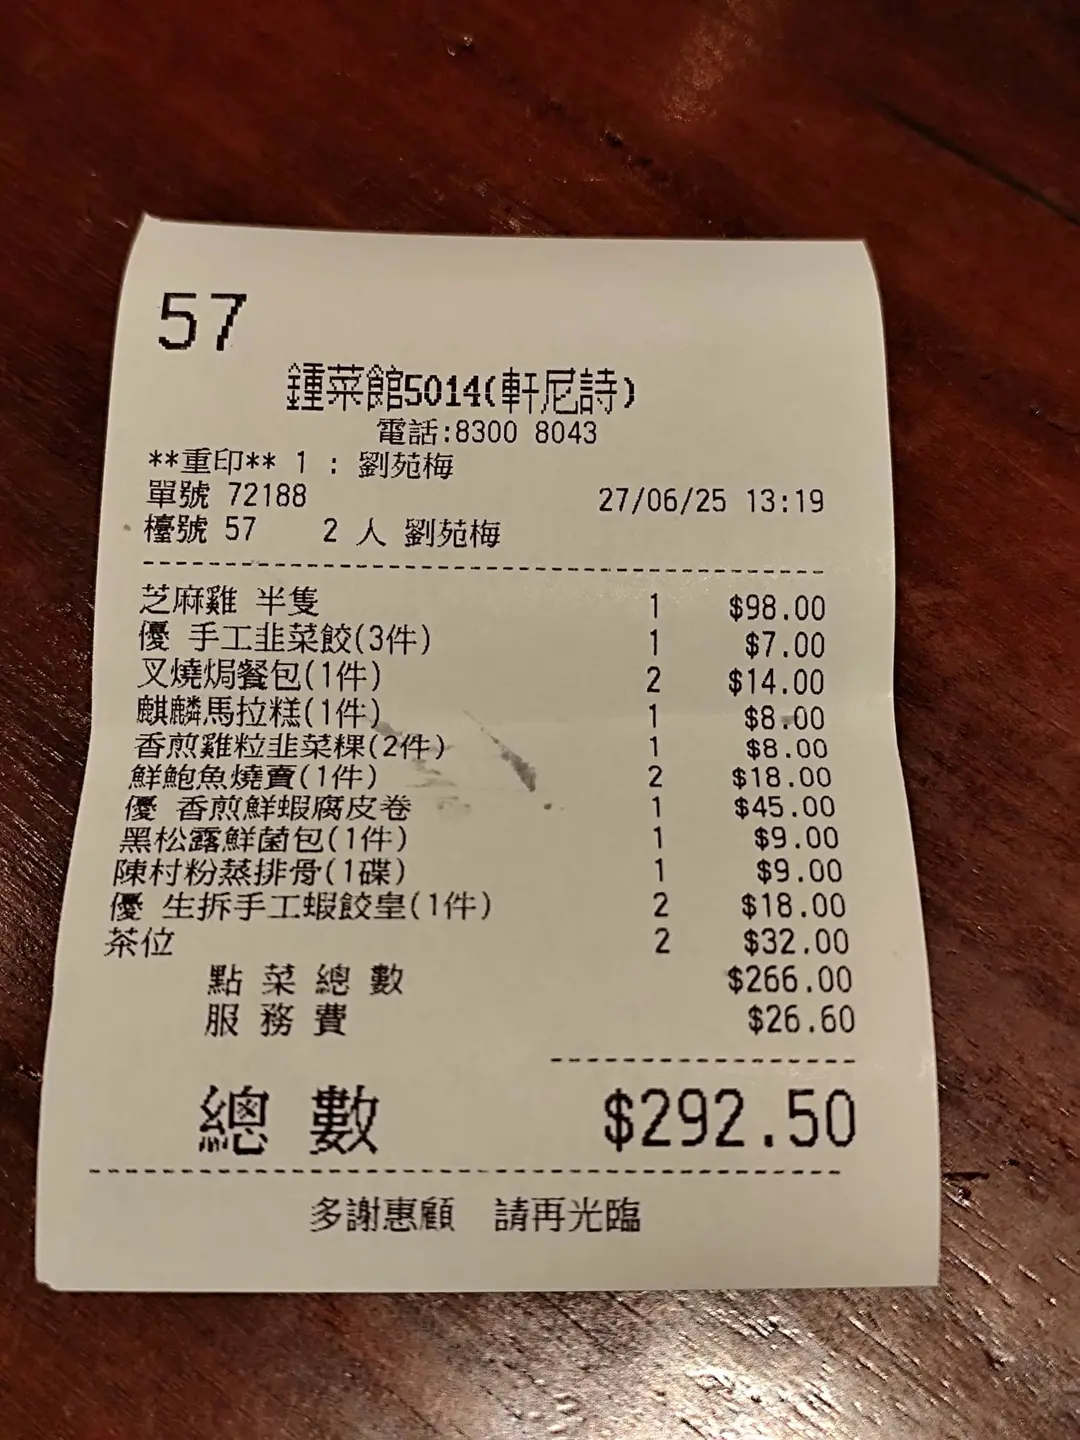 57
鍾菜館5014(軒尼詩)
電話:8300 8043
**重印** 1 : 劉苑梅
單號 72188 27/06/25 13:19
檯號 57 2 人 劉苑梅
芝麻雞 半隻 1 $98.00
優 手工韭菜餃(3件) 1 $7.00
叉燒焗餐包(1件) 2 $14.00
麒麟馬拉糕(1件) 1 $8.00
香煎雞粒韭菜粿(2件) 1 $8.00
鮮鮑魚燒賣(1件) 2 $18.00
優 香煎鮮蝦腐皮卷 1 $45.00
黑松露鮮菌包(1件) 1 $9.00
陳村粉蒸排骨(1碟) 1 $9.00
優 生拆手工蝦餃皇(1件) 2 $18.00
茶位 2 $32.00
點菜總數 $266.00
服務費 $26.60
總數 $292.50
多謝惠顧 請再光臨